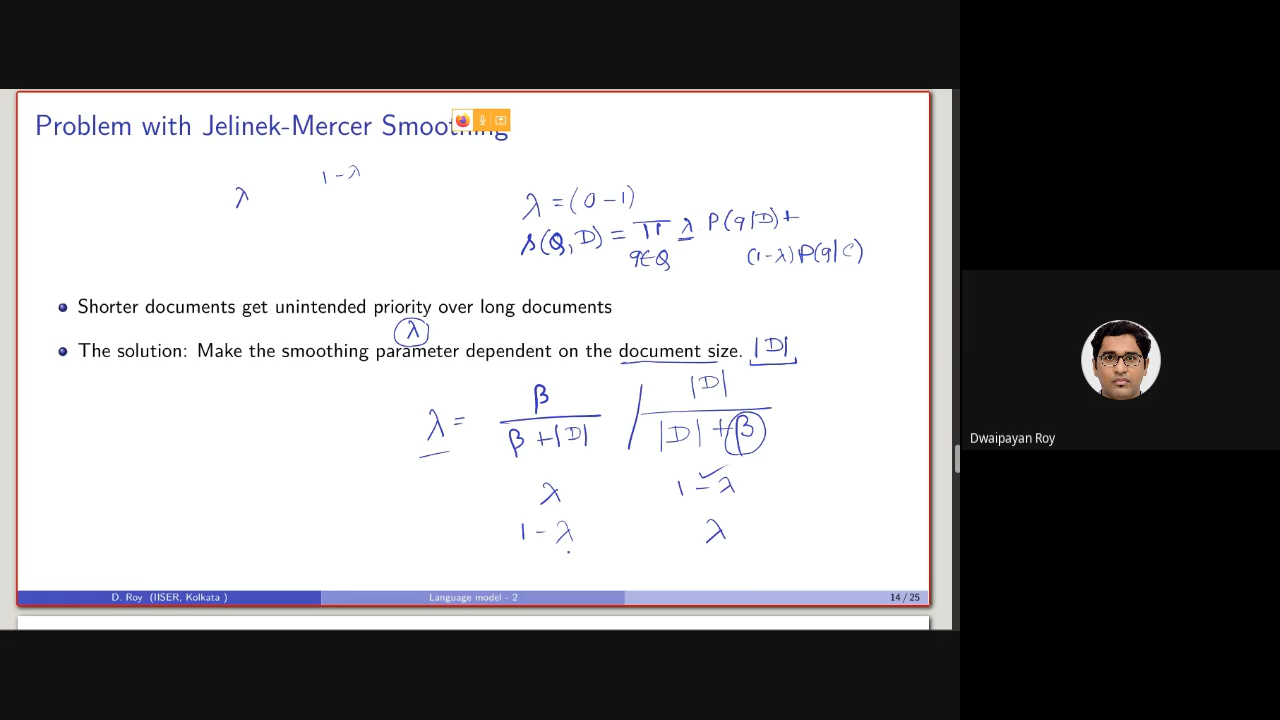 Problem with Jelinek-Mercer Smoothing
λ 1-λ
λ = (0-1)
s(Q, D) = Π λ P(q|D) +
q∈Q (1-λ) P(q|C)
Shorter documents get unintended priority over long documents
λ
The solution: Make the smoothing parameter dependent on the document size. |D|
λ = β / (β + |D|) / |D| / (|D| + β)
λ 1-λ
1-λ λ
D. Roy (IISER, Kolkata ) Language model - 2 14 / 25
Dwaipayan Roy